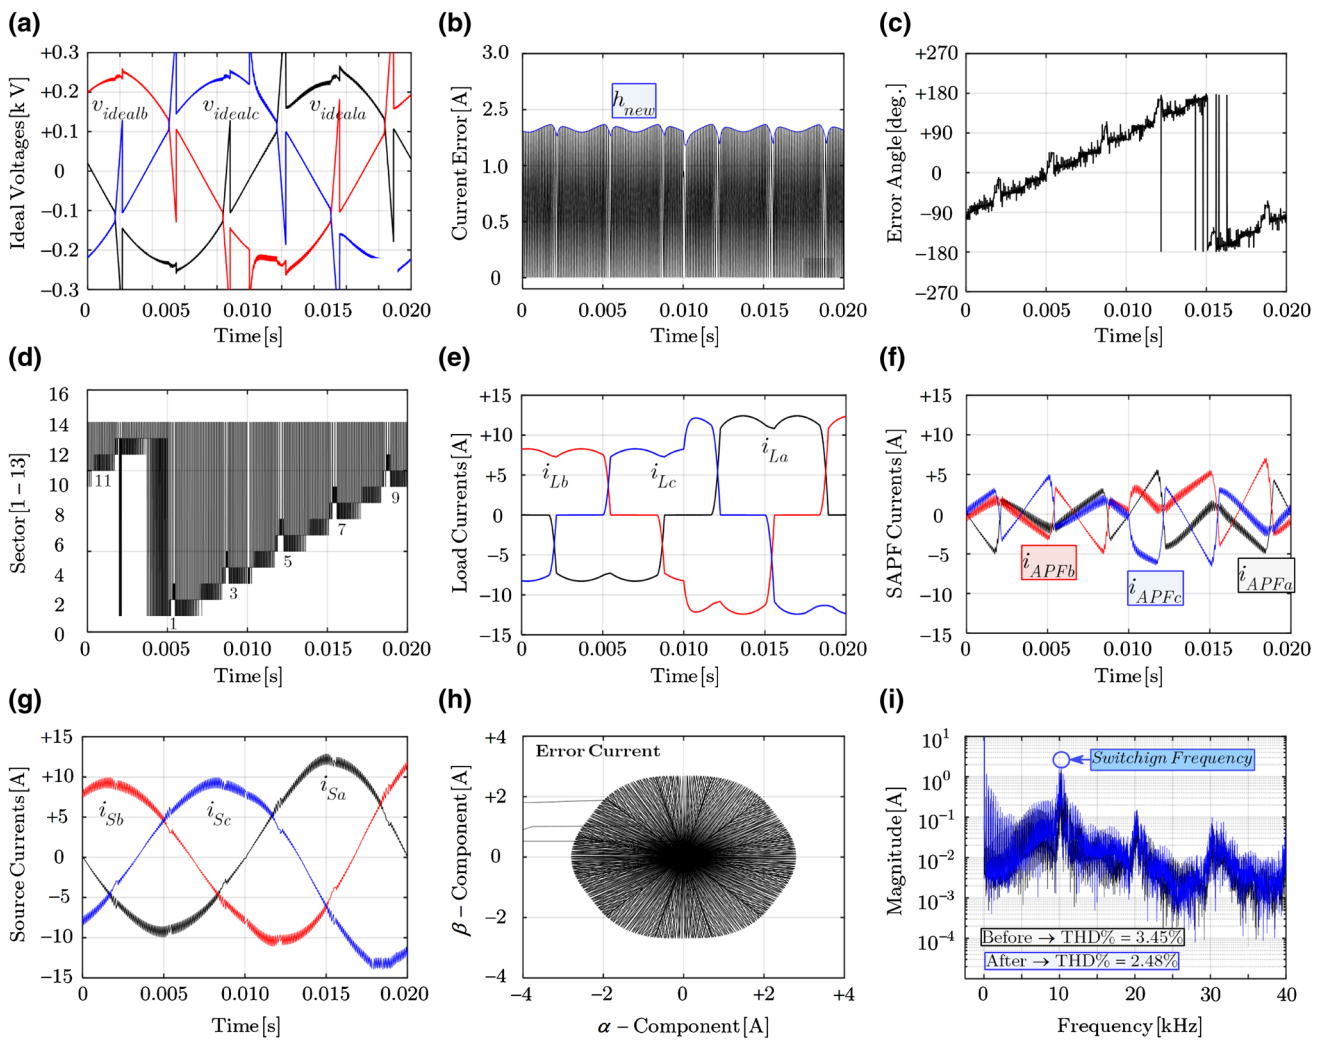 (a)
Ideal Voltages [k V]
+0.3
+0.2
+0.1
0
−0.1
−0.2
−0.3
v_idealb
v_idealc
v_ideala
0 0.005 0.010 0.015 0.020
Time [s]
(b)
Current Error [A]
3.0
2.5
1.0
1.0
0.5
0
h_new
0 0.005 0.010 0.015 0.020
Time [s]
(c)
Error Angle [deg.]
+270
+180
+90
0
−90
−180
−270
0 0.005 0.010 0.015 0.020
Time [s]
(d)
Sector [1 − 13]
16
14
12
10
8
6
4
2
0
11
1
3
5
7
9
0 0.005 0.010 0.015 0.020
Time [s]
(e)
Load Currents [A]
+15
+10
+5
0
−5
−10
−15
i_Lb
i_Lc
i_La
0 0.005 0.010 0.015 0.020
Time [s]
(f)
SAPF Currents [A]
+15
+10
+5
0
−5
−10
−15
i_APFb
i_APFc
i_APFa
0 0.005 0.010 0.015 0.020
Time [s]
(g)
Source Currents [A]
+15
+10
+5
0
−5
−10
−15
i_Sb
i_Sc
i_Sa
0 0.005 0.010 0.015 0.020
Time [s]
(h)
β − Component [A]
+4
+2
0
−2
−4
Error Current
−4 −2 0 +2 +4
α − Component [A]
(i)
Magnitude [A]
10^1
10^0
10^−1
10^−2
10^−3
10^−4
Switchign Frequency
Before → THD% = 3.45%
After → THD% = 2.48%
0 10 20 30 40
Frequency [kHz]